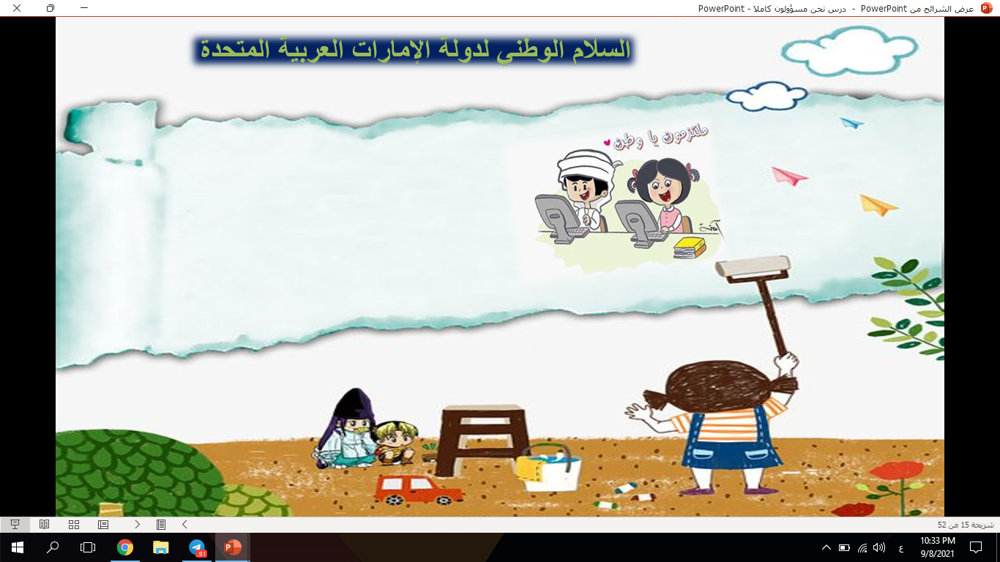 عرض الشرائح من PowerPoint - درس نحن مسؤولون كاملا - PowerPoint
السلام الوطني لدولة الإمارات العربية المتحدة
ملتزمون يا وطن
شريحة 15 من 52
91
ع
10:33 PM
9/8/2021